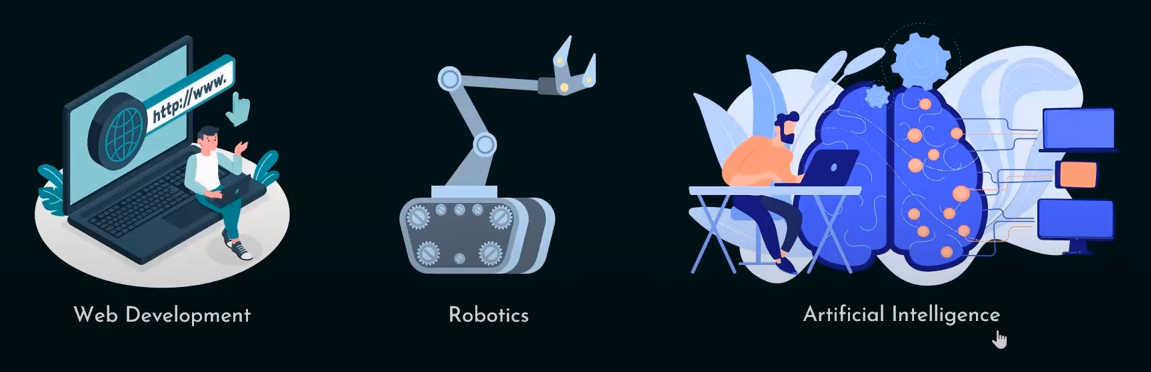 http://www.
Web Development
Robotics
Artificial Intelligence